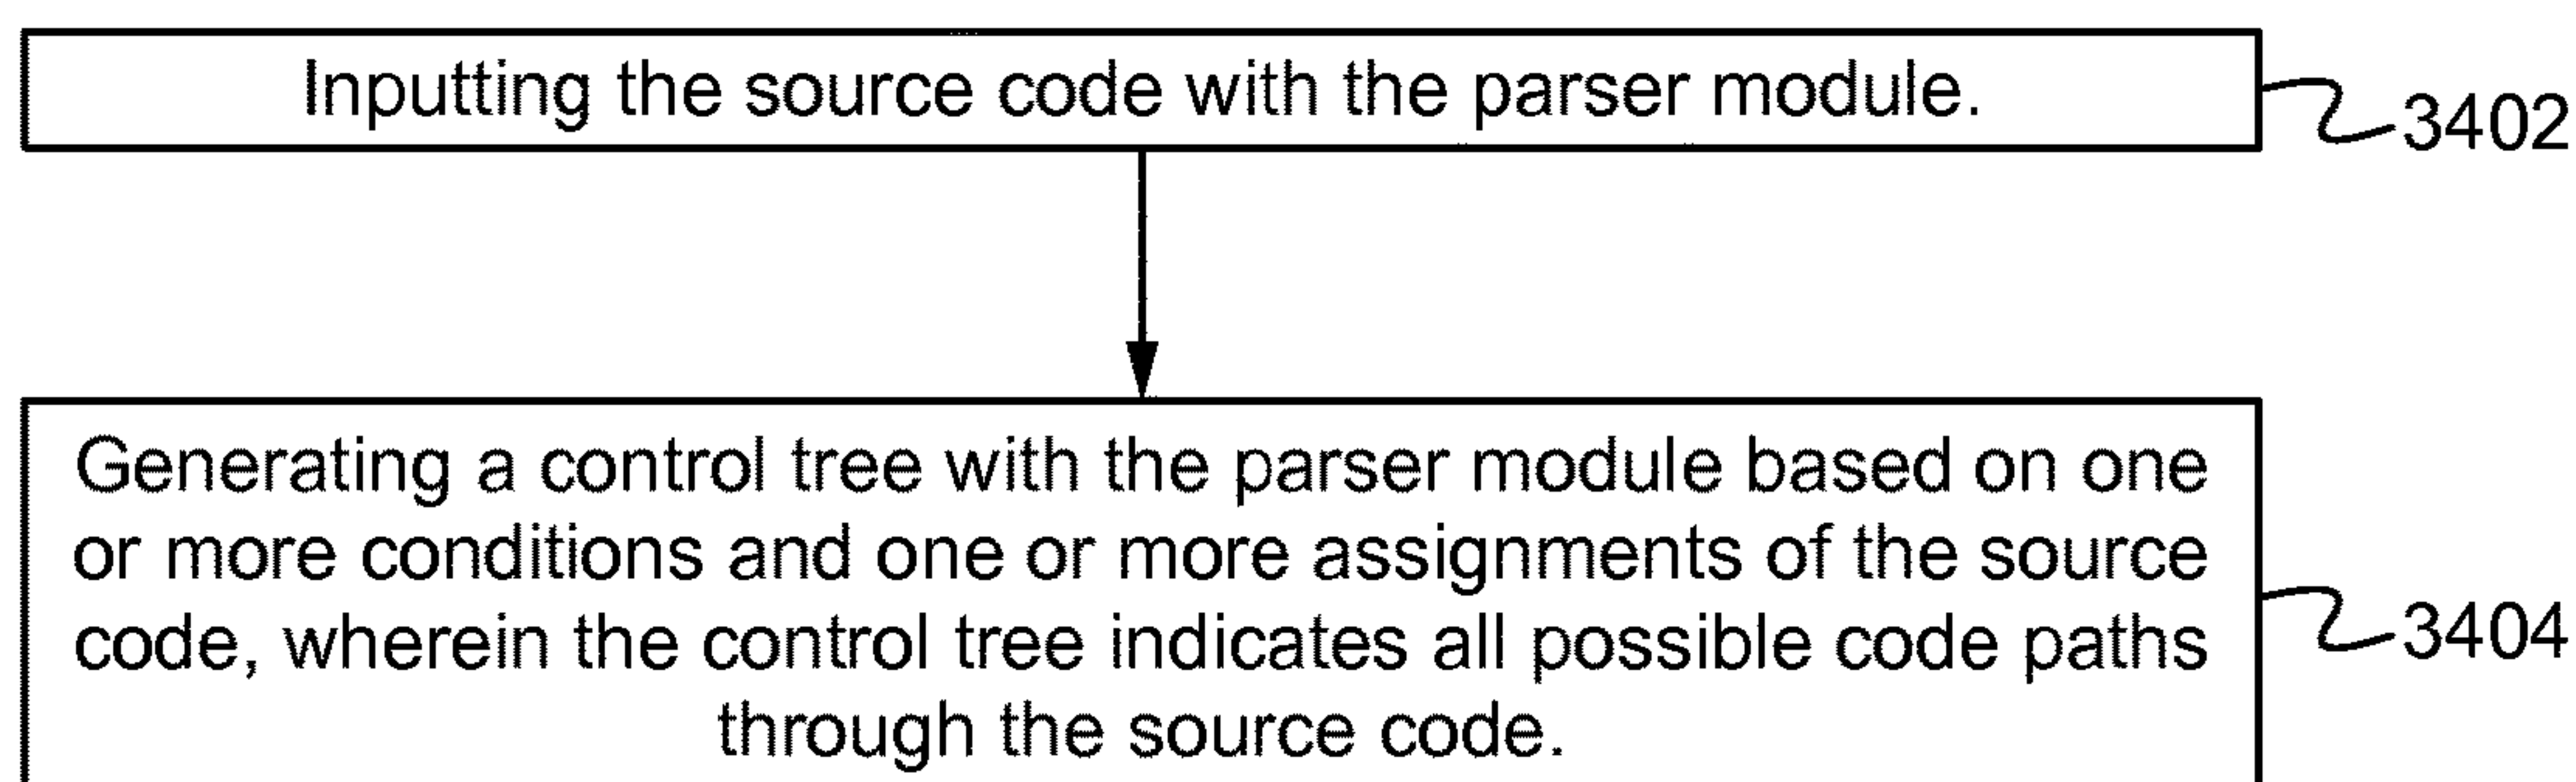 Inputting the source code with the parser module.
3402
Generating a control tree with the parser module based on one
or more conditions and one or more assignments of the source
code, wherein the control tree indicates all possible code paths
through the source code.
3404